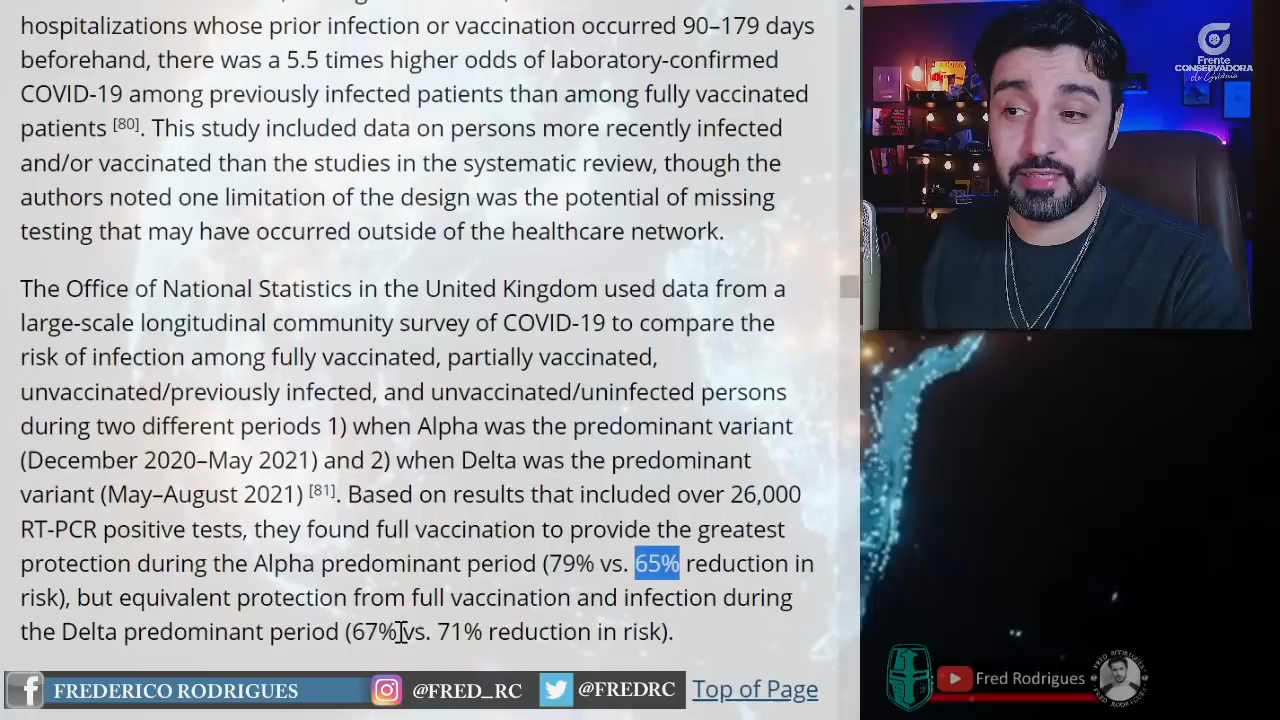 hospitalizations whose prior infection or vaccination occurred 90–179 days
beforehand, there was a 5.5 times higher odds of laboratory-confirmed
COVID-19 among previously infected patients than among fully vaccinated
patients [80]. This study included data on persons more recently infected
and/or vaccinated than the studies in the systematic review, though the
authors noted one limitation of the design was the potential of missing
testing that may have occurred outside of the healthcare network.
The Office of National Statistics in the United Kingdom used data from a
large-scale longitudinal community survey of COVID-19 to compare the
risk of infection among fully vaccinated, partially vaccinated,
unvaccinated/previously infected, and unvaccinated/uninfected persons
during two different periods 1) when Alpha was the predominant variant
(December 2020–May 2021) and 2) when Delta was the predominant
variant (May–August 2021) [81]. Based on results that included over 26,000
RT-PCR positive tests, they found full vaccination to provide the greatest
protection during the Alpha predominant period (79% vs. 65% reduction in
risk), but equivalent protection from full vaccination and infection during
the Delta predominant period (67% vs. 71% reduction in risk).
Top of Page
FREDERICO RODRIGUES
@FRED_RC
@FREDRC
Frente
CONSERVADORA
de Goiânia
Fred Rodrigues
FRED RODRIGUES